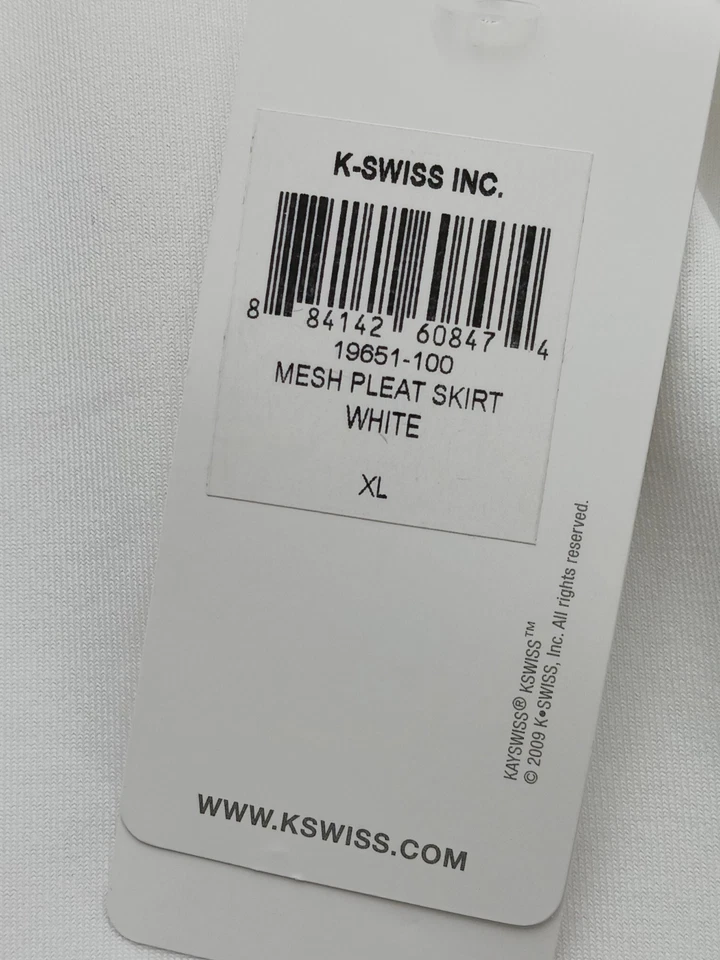 K-SWISS INC.
8 84142 60847 4
19651-100
MESH PLEAT SKIRT
WHITE
XL
KAYSWISS® KSWISS™
© 2009 K•SWISS, Inc. All rights reserved.
WWW.KSWISS.COM